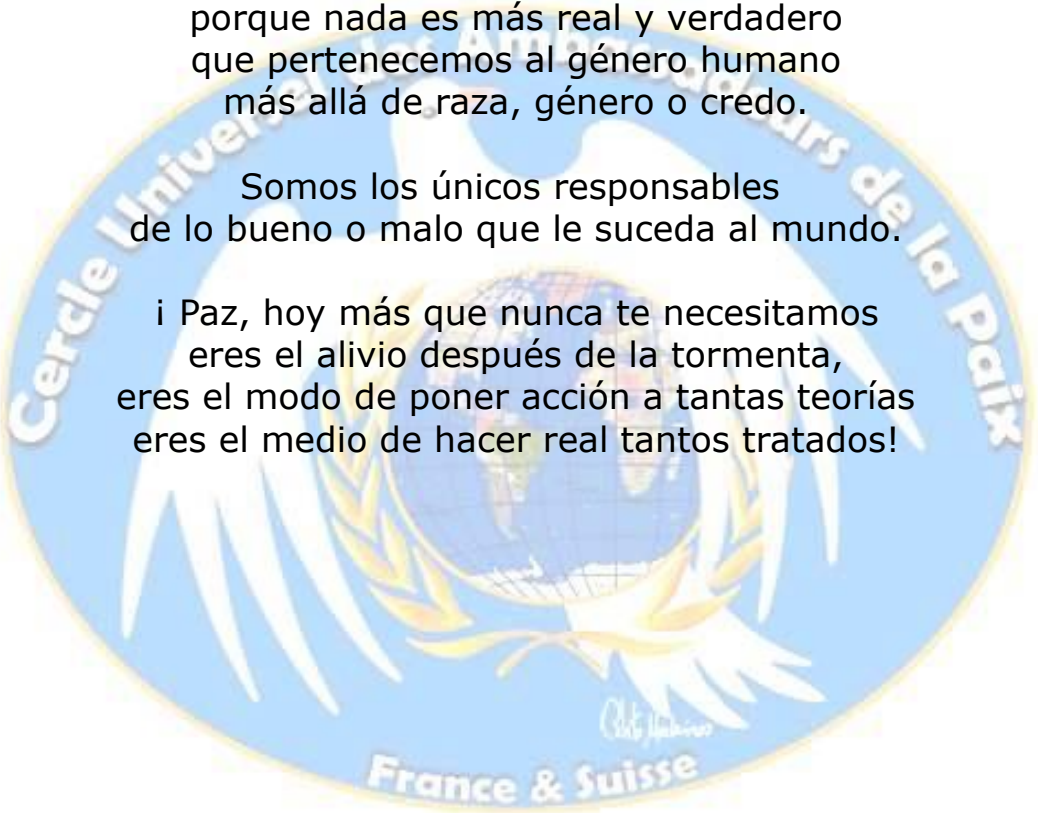 porque nada es más real y verdadero
que pertenecemos al género humano
más allá de raza, género o credo.
Somos los únicos responsables
de lo bueno o malo que le suceda al mundo.
¡ Paz, hoy más que nunca te necesitamos
eres el alivio después de la tormenta,
eres el modo de poner acción a tantas teorías
eres el medio de hacer real tantos tratados!
Cercle Universel des Ambassadeurs de la Paix
France & Suisse